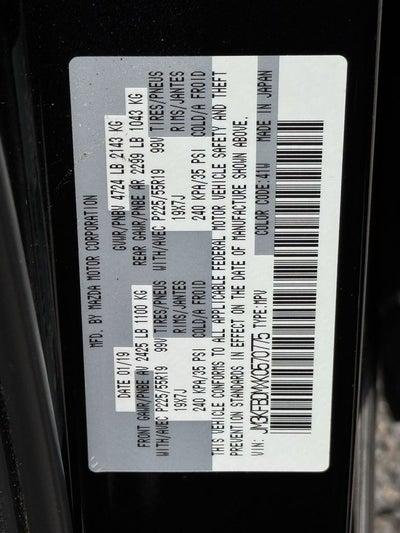 MFD. BY MAZDA MOTOR CORPORATION
DATE 01/19 GVWR/PNBV 4724 LB 2143 KG
FRONT GAWR/PNBE AV 2425 LB 1100 KG REAR GAWR/PNBE AR 2299 LB 1043 KG
WITH/AVEC P225/55R19 99V TIRES/PNEUS WITH/AVEC P225/55R19 99V TIRES/PNEUS
19X7J RIMS/JANTES 19X7J RIMS/JANTES
240 KPA/35 PSI COLD/A FROID 240 KPA/35 PSI COLD/A FROID
THIS VEHICLE CONFORMS TO ALL APPLICABLE FEDERAL MOTOR VEHICLE SAFETY AND THEFT
PREVENTION STANDARDS IN EFFECT ON THE DATE OF MANUFACTURE SHOWN ABOVE.
VIN: JM3KFBDMXK0570775 TYPE:MPV COLOR CODE:41W MADE IN JAPAN